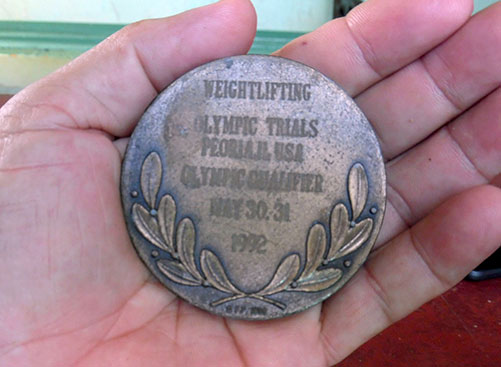 WEIGHTLIFTING
OLYMPIC TRIALS
PEORIA, IL USA
OLYMPIC QUALIFIER
MAY 30, 31
1992